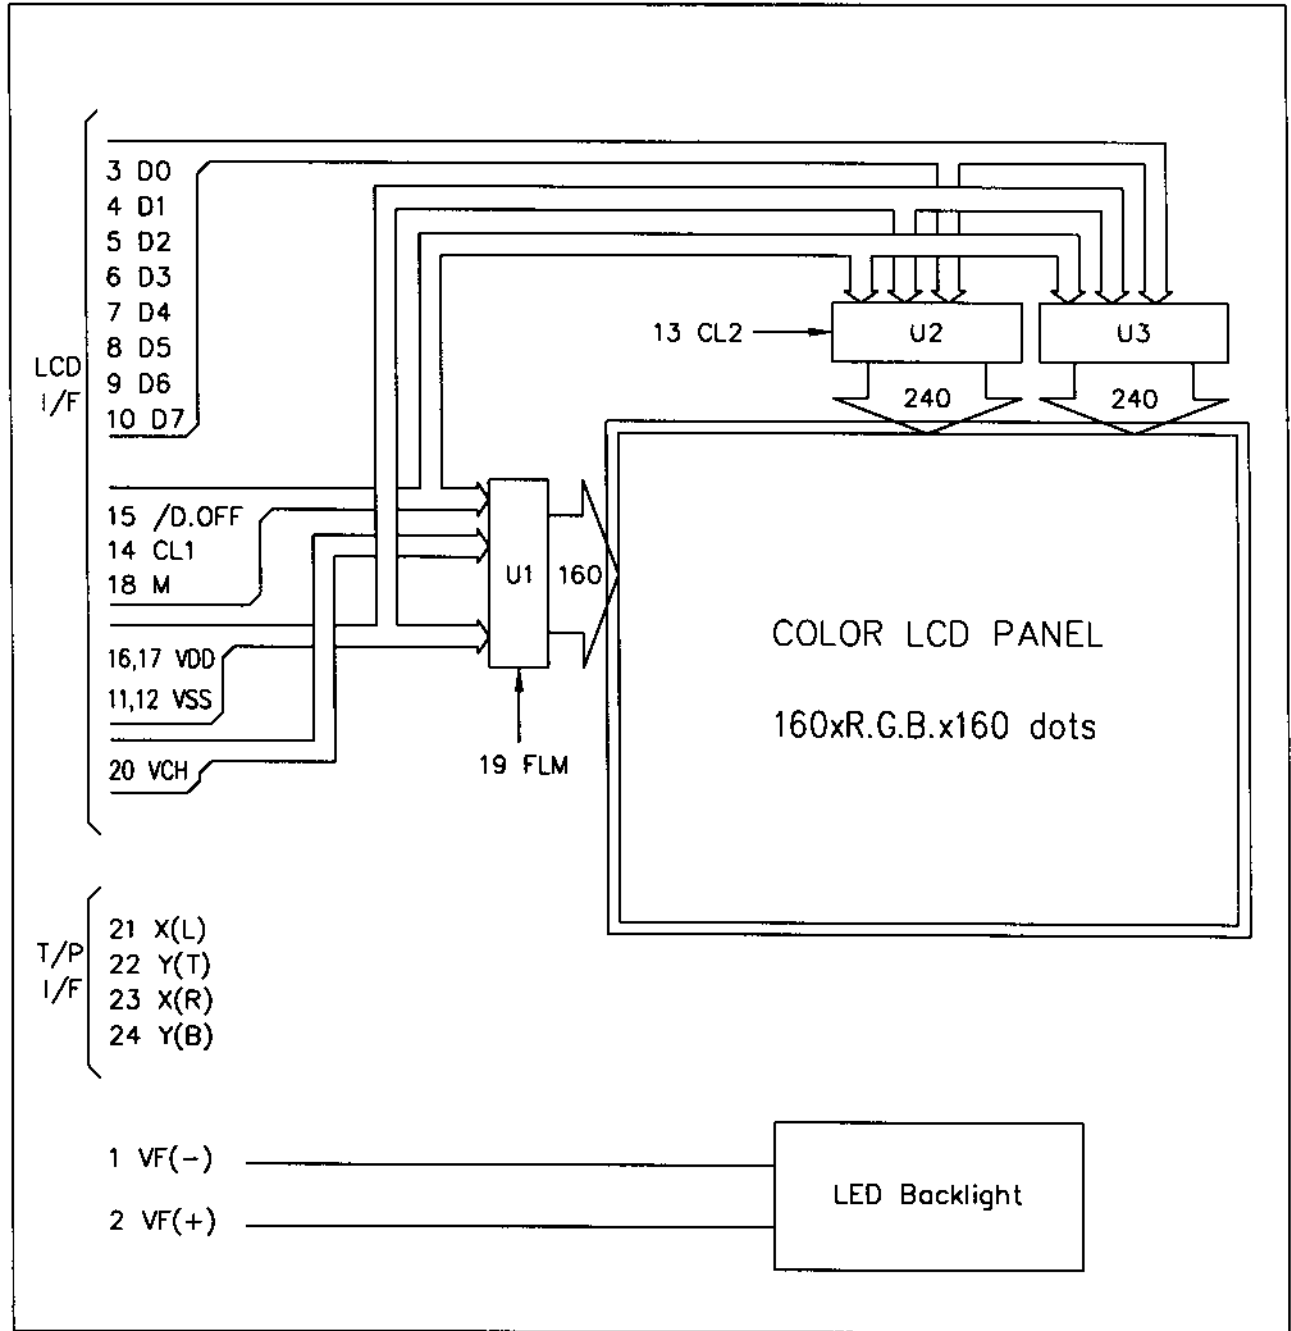 3 D0
4 D1
5 D2
6 D3
7 D4
8 D5
9 D6
10 D7
LCD
I/F
13 CL2
U2
U3
240
240
15 /D.OFF
14 CL1
18 M
U1
160
16,17 VDD
11,12 VSS
20 VCH
19 FLM
COLOR LCD PANEL
160xR.G.B.x160 dots
T/P
I/F
21 X(L)
22 Y(T)
23 X(R)
24 Y(B)
1 VF(-)
2 VF(+)
LED Backlight